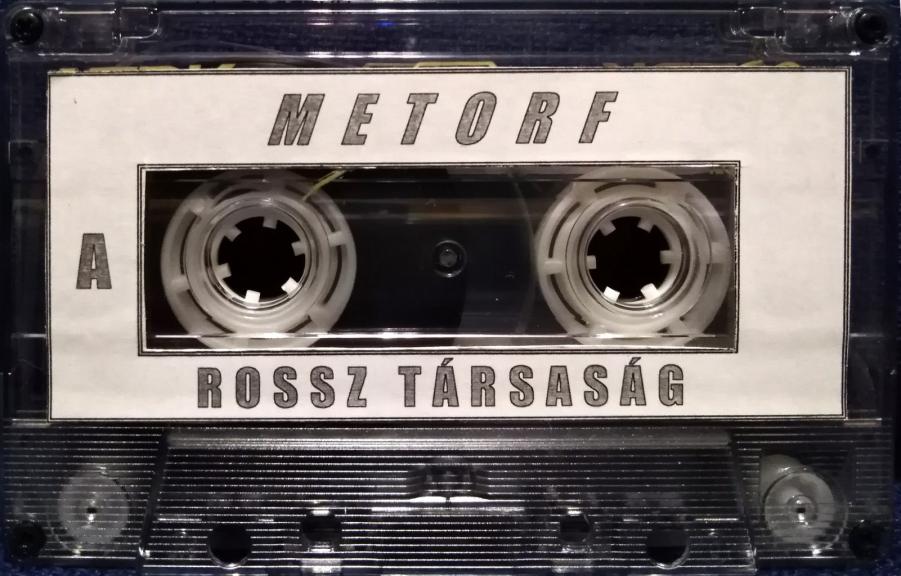 METORF
A
ROSSZ TÁRSASÁG